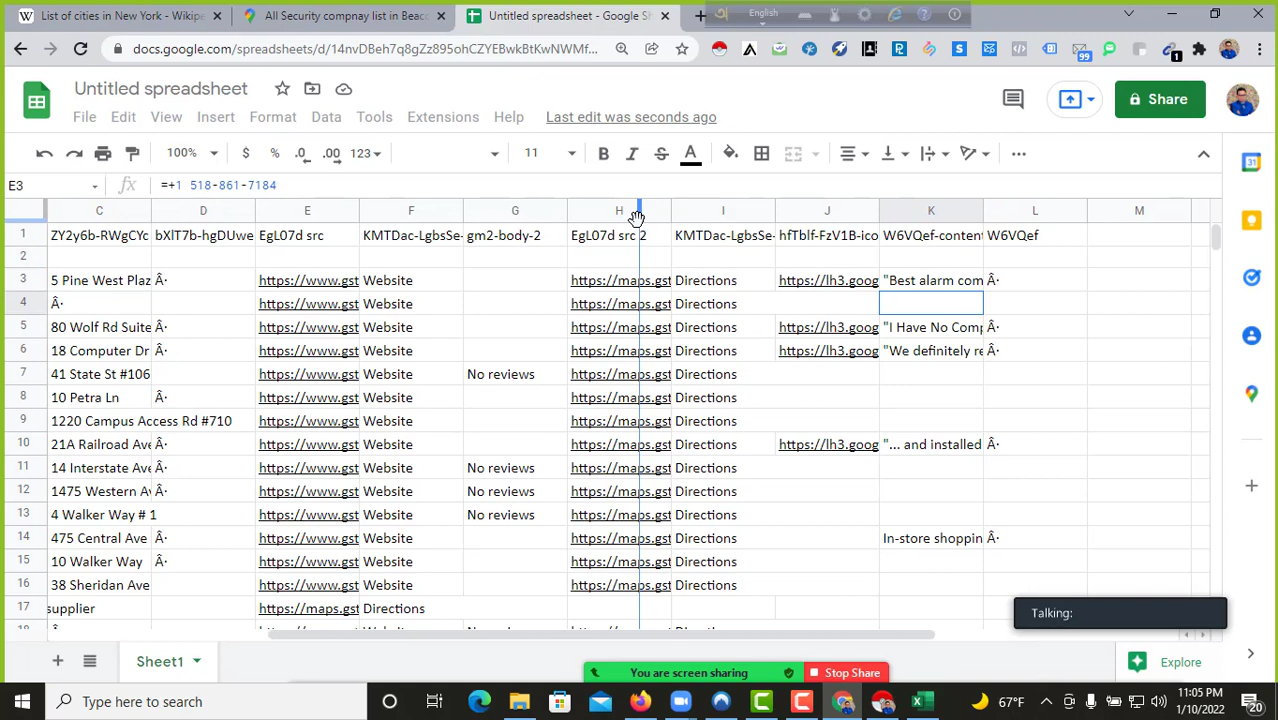 List of cities in New York - Wikipe
All Security compnay list in Beaco
Untitled spreadsheet - Google Sh
English
docs.google.com/spreadsheets/d/14nvDBeh7q8gZz895ohCZYEBwkBtKwNWMf...
99
1
Untitled spreadsheet
Share
File Edit View Insert Format Data Tools Extensions Help Last edit was seconds ago
100% $ % .0 .00 123 11 B I S A
E3 =+1 518-861-7184
C D E F G H I J K L M
1 ZY2y6b-RWgCYc bXlT7b-hgDUwe EgL07d src KMTDac-LgbsSe- gm2-body-2 EgL07d src 2 KMTDac-LgbsSe- hfTblf-FzV1B-ico W6VQef-content W6VQef
2
3 5 Pine West Plaz Â· https://www.gst Website https://maps.gst Directions https://lh3.goog "Best alarm com Â·
4 Â· https://www.gst Website https://maps.gst Directions
5 80 Wolf Rd Suite Â· https://www.gst Website https://maps.gst Directions https://lh3.goog "I Have No Comp Â·
6 18 Computer Dr Â· https://www.gst Website https://maps.gst Directions https://lh3.goog "We definitely re Â·
7 41 State St #106 https://www.gst Website No reviews https://maps.gst Directions
8 10 Petra Ln Â· https://www.gst Website https://maps.gst Directions
9 1220 Campus Access Rd #710 https://www.gst Website https://maps.gst Directions
10 21A Railroad Ave Â· https://www.gst Website https://maps.gst Directions https://lh3.goog "... and installed Â·
11 14 Interstate Ave Â· https://www.gst Website No reviews https://maps.gst Directions
12 1475 Western Av Â· https://www.gst Website No reviews https://maps.gst Directions
13 4 Walker Way # 1 https://www.gst Website No reviews https://maps.gst Directions
14 475 Central Ave Â· https://www.gst Website https://maps.gst Directions In-store shoppin Â·
15 10 Walker Way Â· https://www.gst Website https://maps.gst Directions
16 38 Sheridan Ave https://www.gst Website https://maps.gst Directions
17 supplier https://maps.gst Directions
Talking:
Sheet1
Explore
You are screen sharing
Stop Share
Type here to search
67°F
11:05 PM
1/10/2022
20